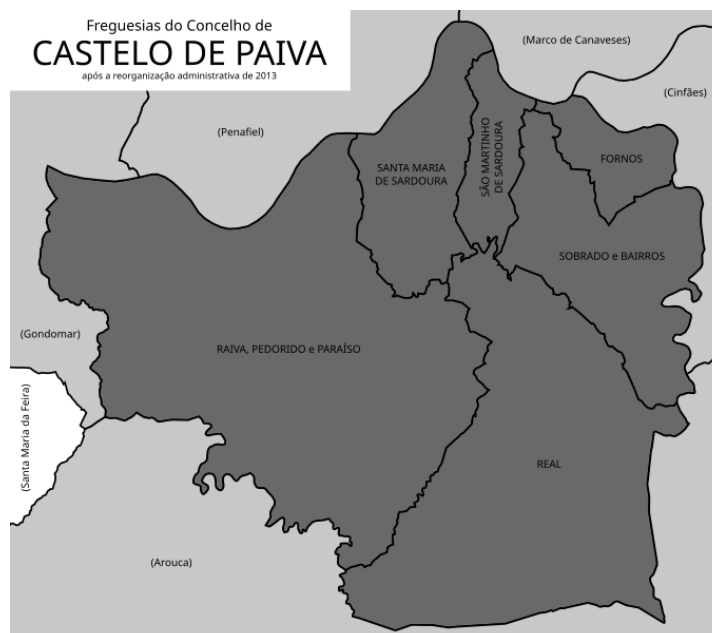 Freguesias do Concelho de
CASTELO DE PAIVA
após a reorganização administrativa de 2013
(Marco de Canaveses)
(Cinfães)
(Penafiel)
SANTA MARIA
DE SARDOURA
SÃO MARTINHO
DE SARDOURA
FORNOS
SOBRADO e BAIRROS
(Gondomar)
RAIVA, PEDORIDO e PARAÍSO
(Santa Maria da Feira)
REAL
(Arouca)